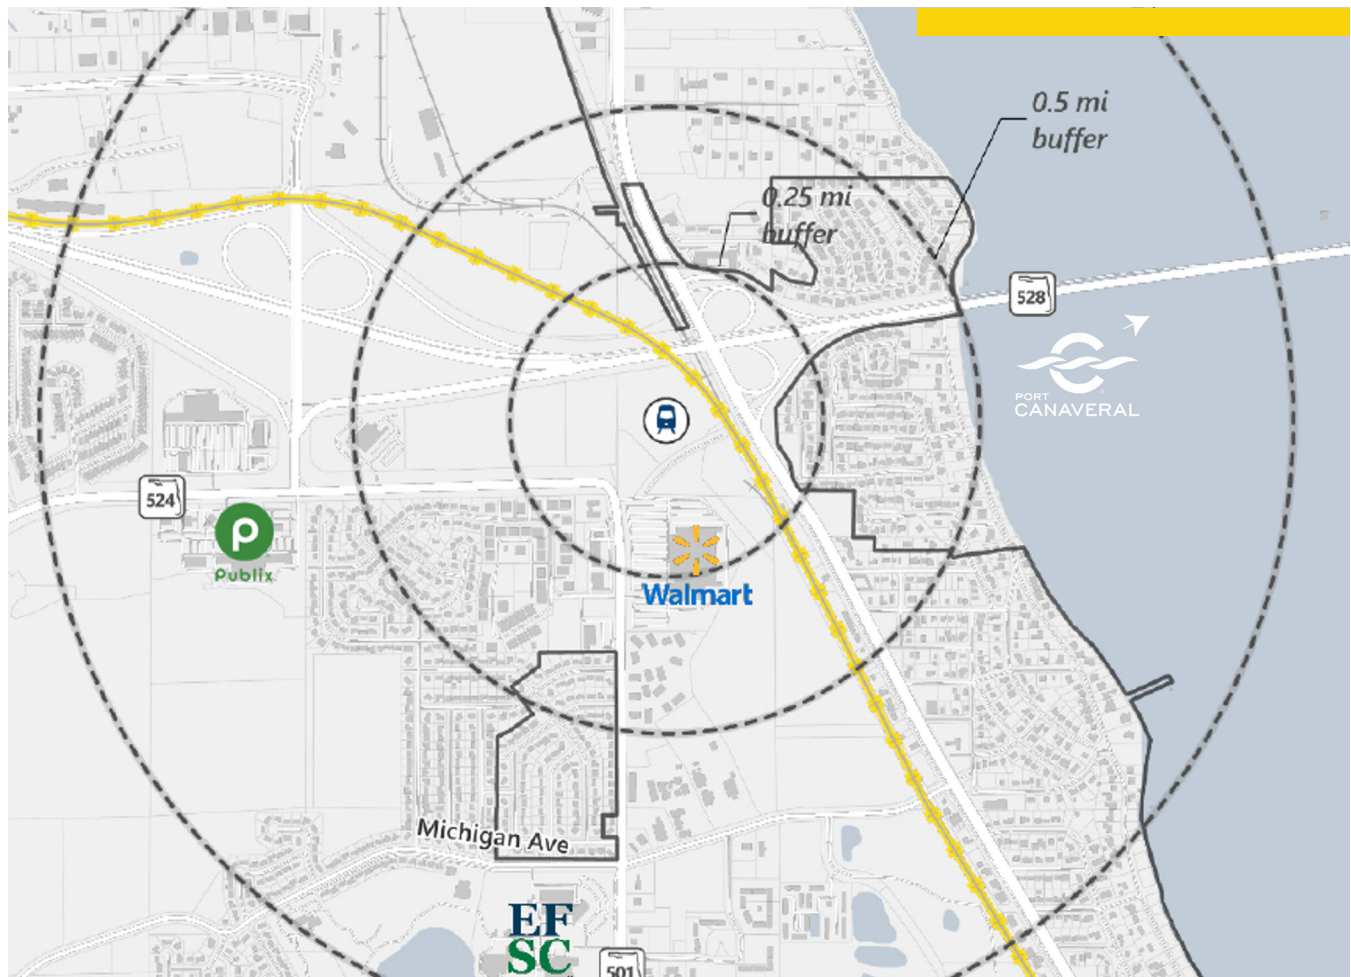 0.5 mi
buffer
0.25 mi
buffer
528
PORT
CANAVERAL
524
Publix
Walmart
Michigan Ave
EF
SC
501